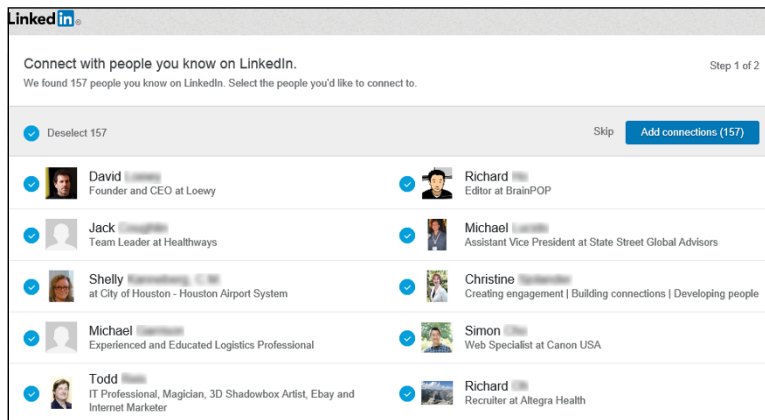 Linked in®
Connect with people you know on LinkedIn.
Step 1 of 2
We found 157 people you know on LinkedIn. Select the people you'd like to connect to.
Deselect 157
Skip
Add connections (157)
David
Founder and CEO at Loewy
Richard
Editor at BrainPOP
Jack
Team Leader at Healthways
Michael
Assistant Vice President at State Street Global Advisors
Shelly
at City of Houston - Houston Airport System
Christine
Creating engagement | Building connections | Developing people
Michael
Experienced and Educated Logistics Professional
Simon
Web Specialist at Canon USA
Todd
IT Professional, Magician, 3D Shadowbox Artist, Ebay and
Internet Marketer
Richard
Recruiter at Altegra Health